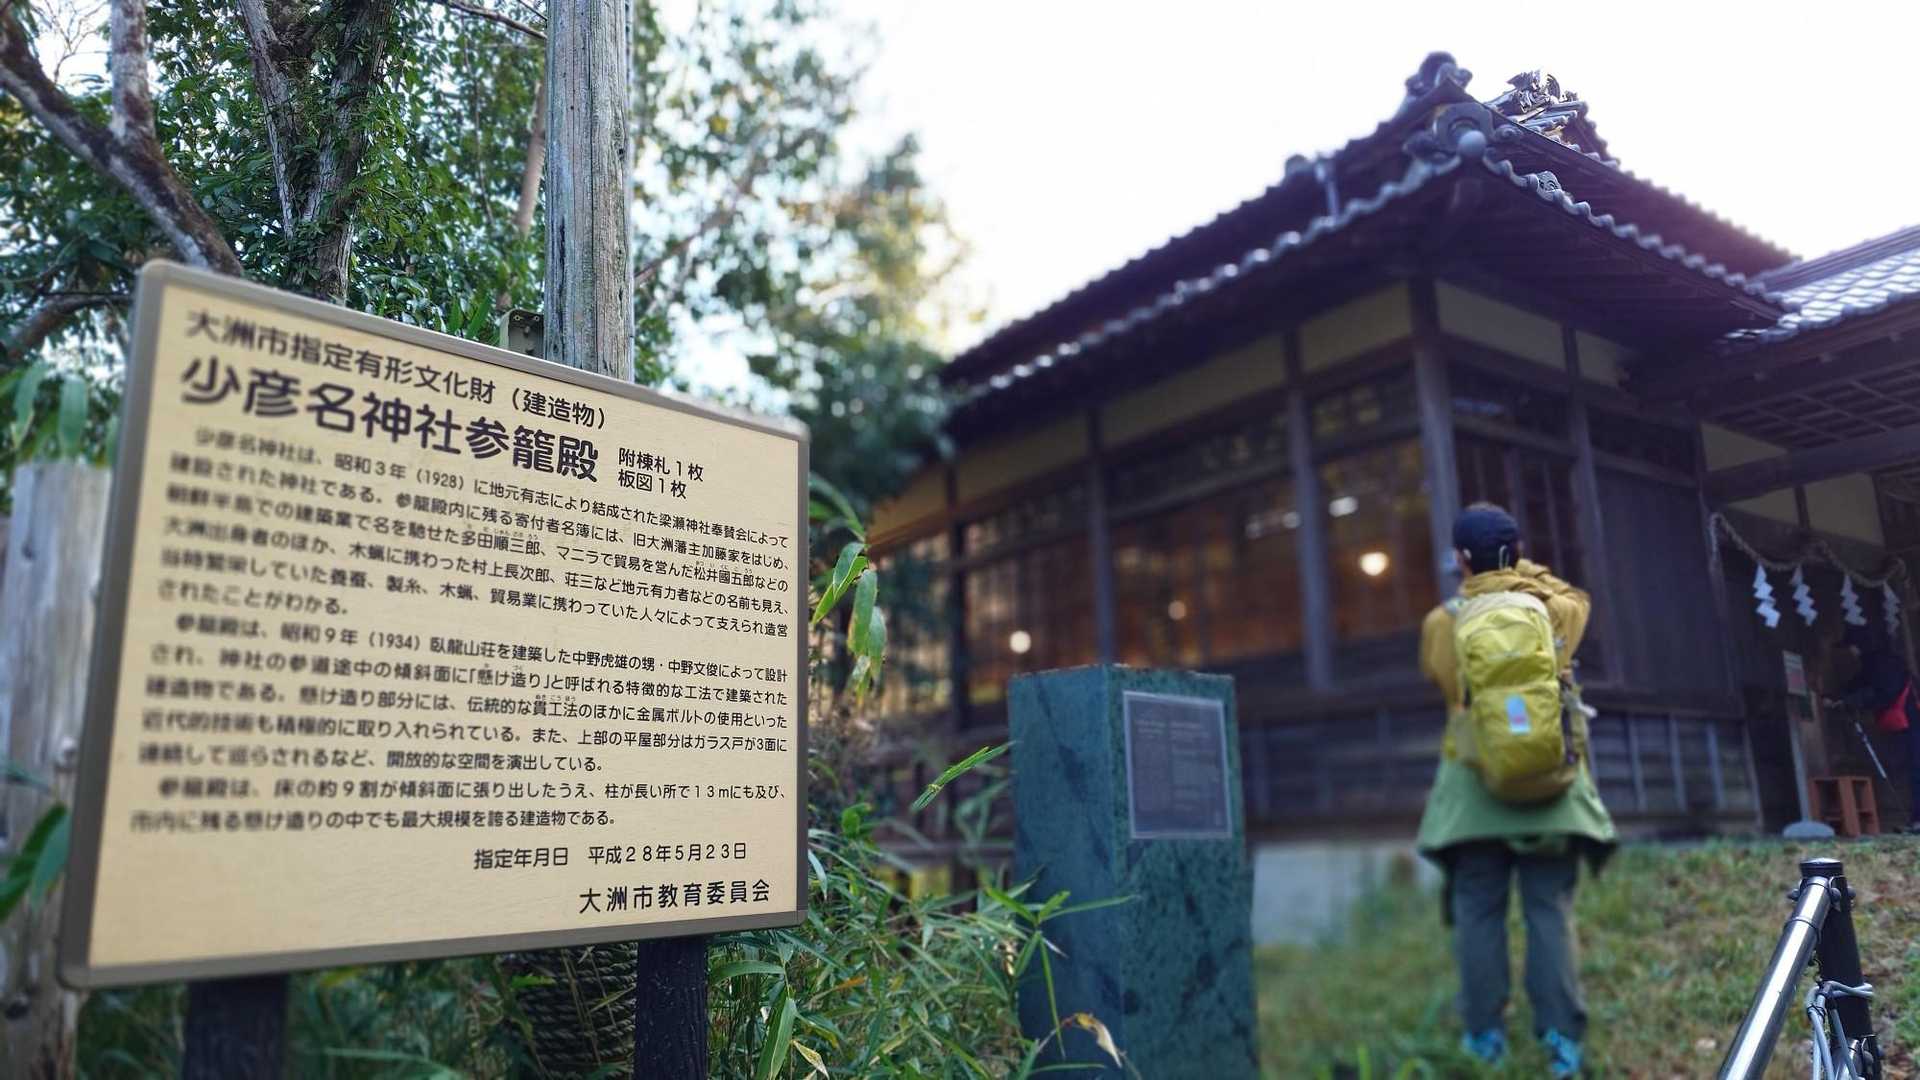 大洲市指定有形文化財（建造物）
少彦名神社参籠殿 附棟札1枚
板図1枚
少彦名神社は、昭和3年（1928）に地元有志により結成された梁瀬神社奉賛会によって
建設された神社である。参籠殿内に残る寄付者名簿には、旧大洲藩主加藤家をはじめ、
朝鮮半島での建築業で名を馳せた多田順三郎、マニラで貿易を営んだ松井國五郎などの
大洲出身者のほか、木蝋に携わった村上長次郎、荘三など地元有力者などの名前も見え、
当時繁栄していた養蚕、製糸、木蝋、貿易業に携わっていた人々によって支えられ造営
されたことがわかる。
参籠殿は、昭和9年（1934）臥龍山荘を建築した中野虎雄の甥・中野文俊によって設計
され、神社の参道途中の傾斜面に「懸け造り」と呼ばれる特徴的な工法で建築された
建造物である。懸け造り部分には、伝統的な貫工法のほかに金属ボルトの使用といった
近代的技術も積極的に取り入れられている。また、上部の平屋部分はガラス戸が3面に
連続して巡らされるなど、開放的な空間を演出している。
参籠殿は、床の約9割が傾斜面に張り出したうえ、柱が長い所で13mにも及び、
市内に残る懸け造りの中でも最大規模を誇る建造物である。
指定年月日 平成28年5月23日
大洲市教育委員会